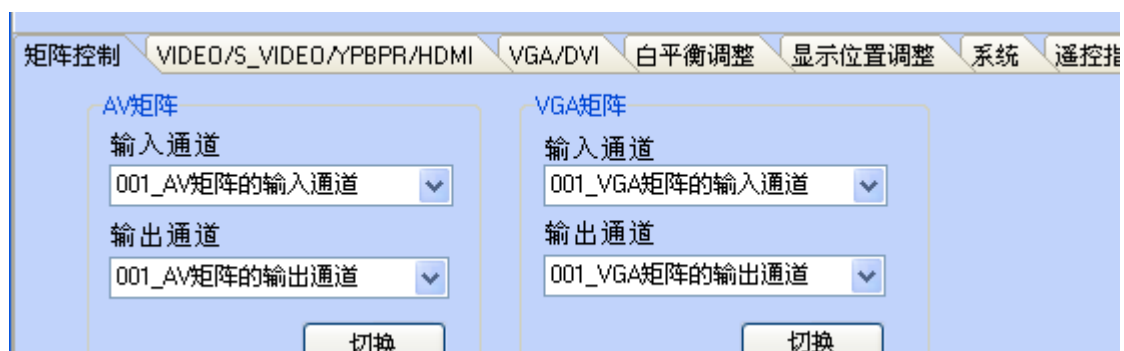 矩阵控制 VIDEO/S_VIDEO/YPBPR/HDMI VGA/DVI 白平衡调整 显示位置调整 系统 遥控指
AV矩阵
输入通道
001_AV矩阵的输入通道
输出通道
001_AV矩阵的输出通道
切换
VGA矩阵
输入通道
001_VGA矩阵的输入通道
输出通道
001_VGA矩阵的输出通道
切换